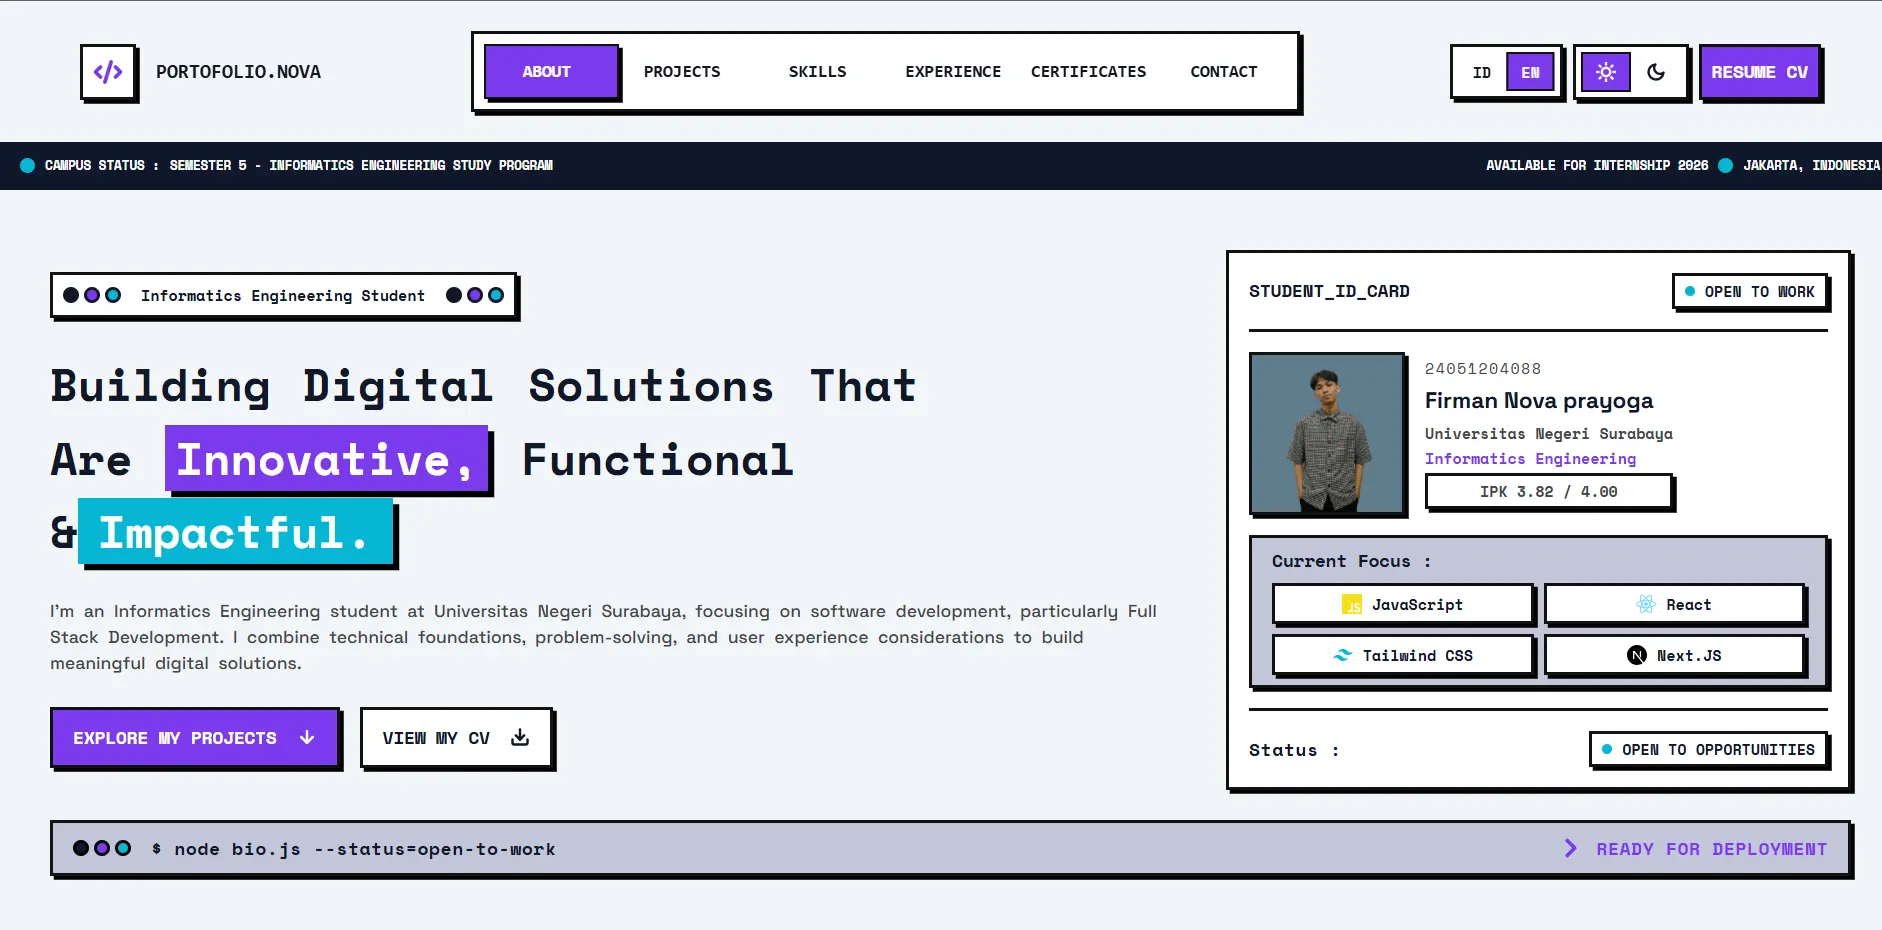 PORTOFOLIO.NOVA
ABOUT PROJECTS SKILLS EXPERIENCE CERTIFICATES CONTACT
ID EN
RESUME CV
CAMPUS STATUS : SEMESTER 5 - INFORMATICS ENGINEERING STUDY PROGRAM
AVAILABLE FOR INTERNSHIP 2026 JAKARTA, INDONESIA
Informatics Engineering Student
Building Digital Solutions That
Are Innovative, Functional
& Impactful.
I'm an Informatics Engineering student at Universitas Negeri Surabaya, focusing on software development, particularly Full
Stack Development. I combine technical foundations, problem-solving, and user experience considerations to build
meaningful digital solutions.
EXPLORE MY PROJECTS
VIEW MY CV
STUDENT_ID_CARD
OPEN TO WORK
24051204088
Firman Nova prayoga
Universitas Negeri Surabaya
Informatics Engineering
IPK 3.82 / 4.00
Current Focus :
JS JavaScript
React
Tailwind CSS
N Next.JS
Status :
OPEN TO OPPORTUNITIES
$ node bio.js --status=open-to-work
READY FOR DEPLOYMENT